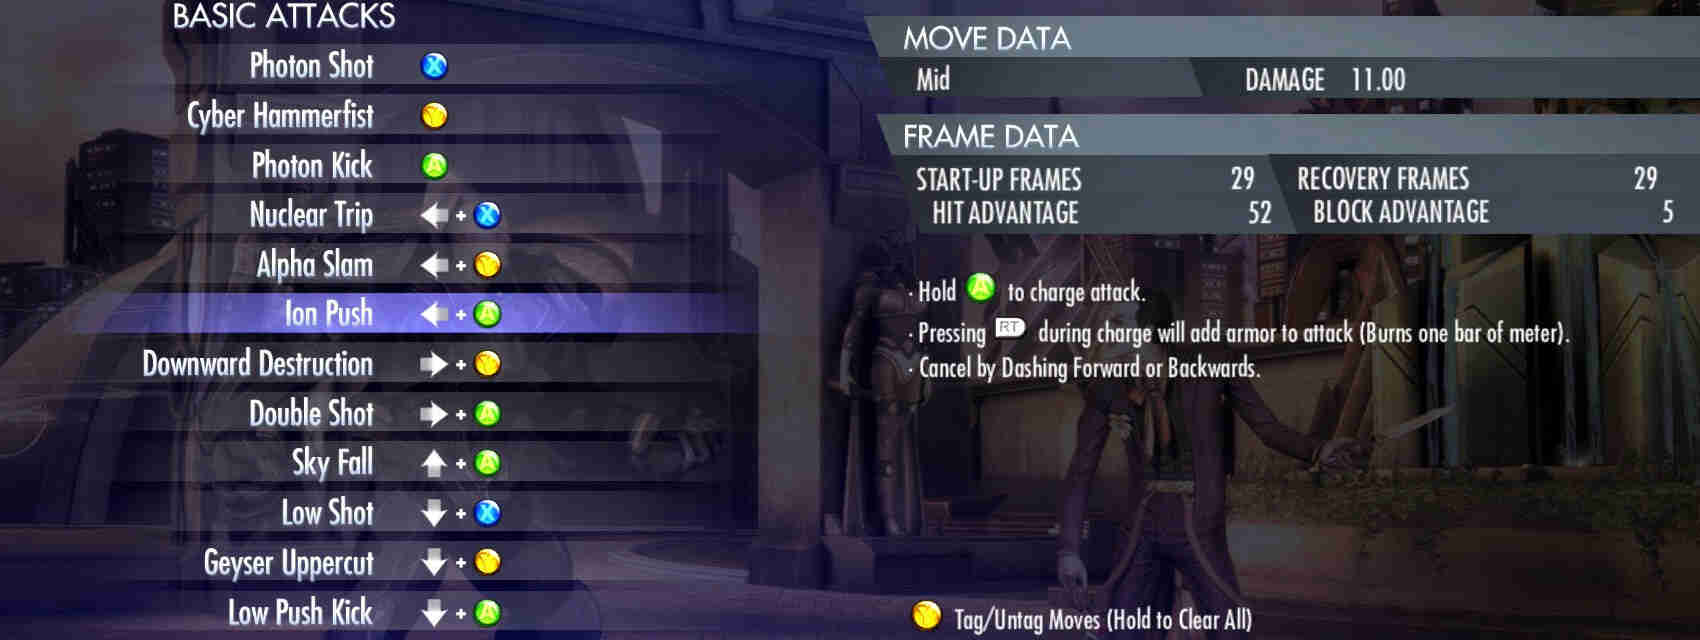 BASIC ATTACKS
Photon Shot X
Cyber Hammerfist Y
Photon Kick A
Nuclear Trip + X
Alpha Slam + Y
Ion Push + A
Downward Destruction + Y
Double Shot + A
Sky Fall + A
Low Shot + X
Geyser Uppercut + Y
Low Push Kick + A
MOVE DATA
Mid DAMAGE 11.00
FRAME DATA
START-UP FRAMES 29 RECOVERY FRAMES 29
HIT ADVANTAGE 52 BLOCK ADVANTAGE 5
· Hold A to charge attack.
· Pressing RT during charge will add armor to attack (Burns one bar of meter).
· Cancel by Dashing Forward or Backwards.
Y Tag/Untag Moves (Hold to Clear All)